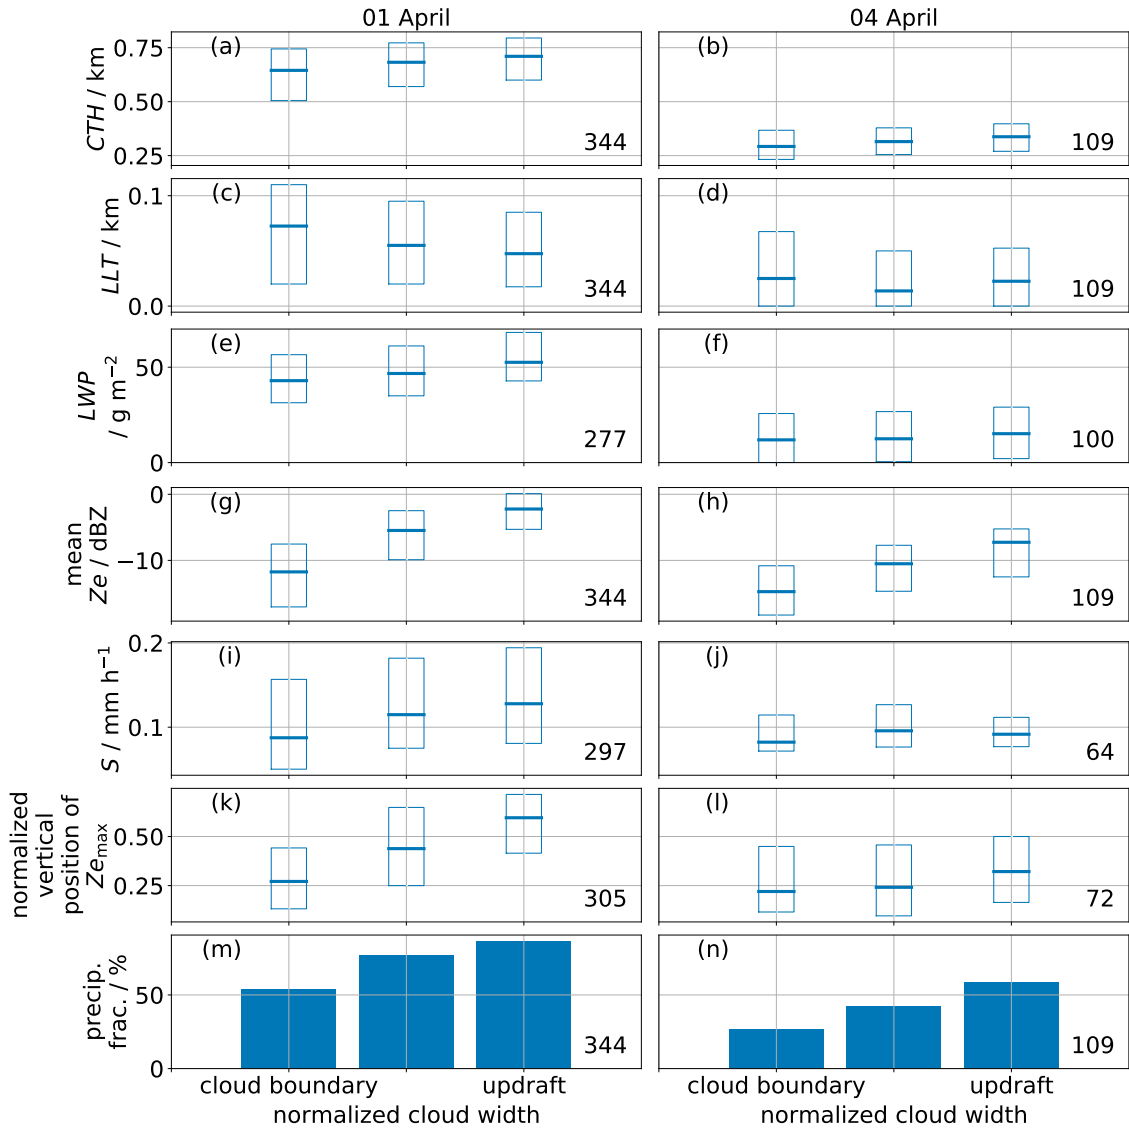 01 April
04 April
(a)
(b)
CTH / km
0.75
0.50
0.25
344
109
(c)
(d)
LLT / km
0.1
0.0
344
109
(e)
(f)
LWP
/ g m−2
50
0
277
100
(g)
(h)
mean
Ze / dBZ
0
−10
344
109
(i)
(j)
S / mm h−1
0.2
0.1
297
64
(k)
(l)
normalized
vertical
position of
Zemax
0.50
0.25
305
72
(m)
(n)
precip.
frac. / %
50
0
344
109
cloud boundary
updraft
cloud boundary
updraft
normalized cloud width
normalized cloud width